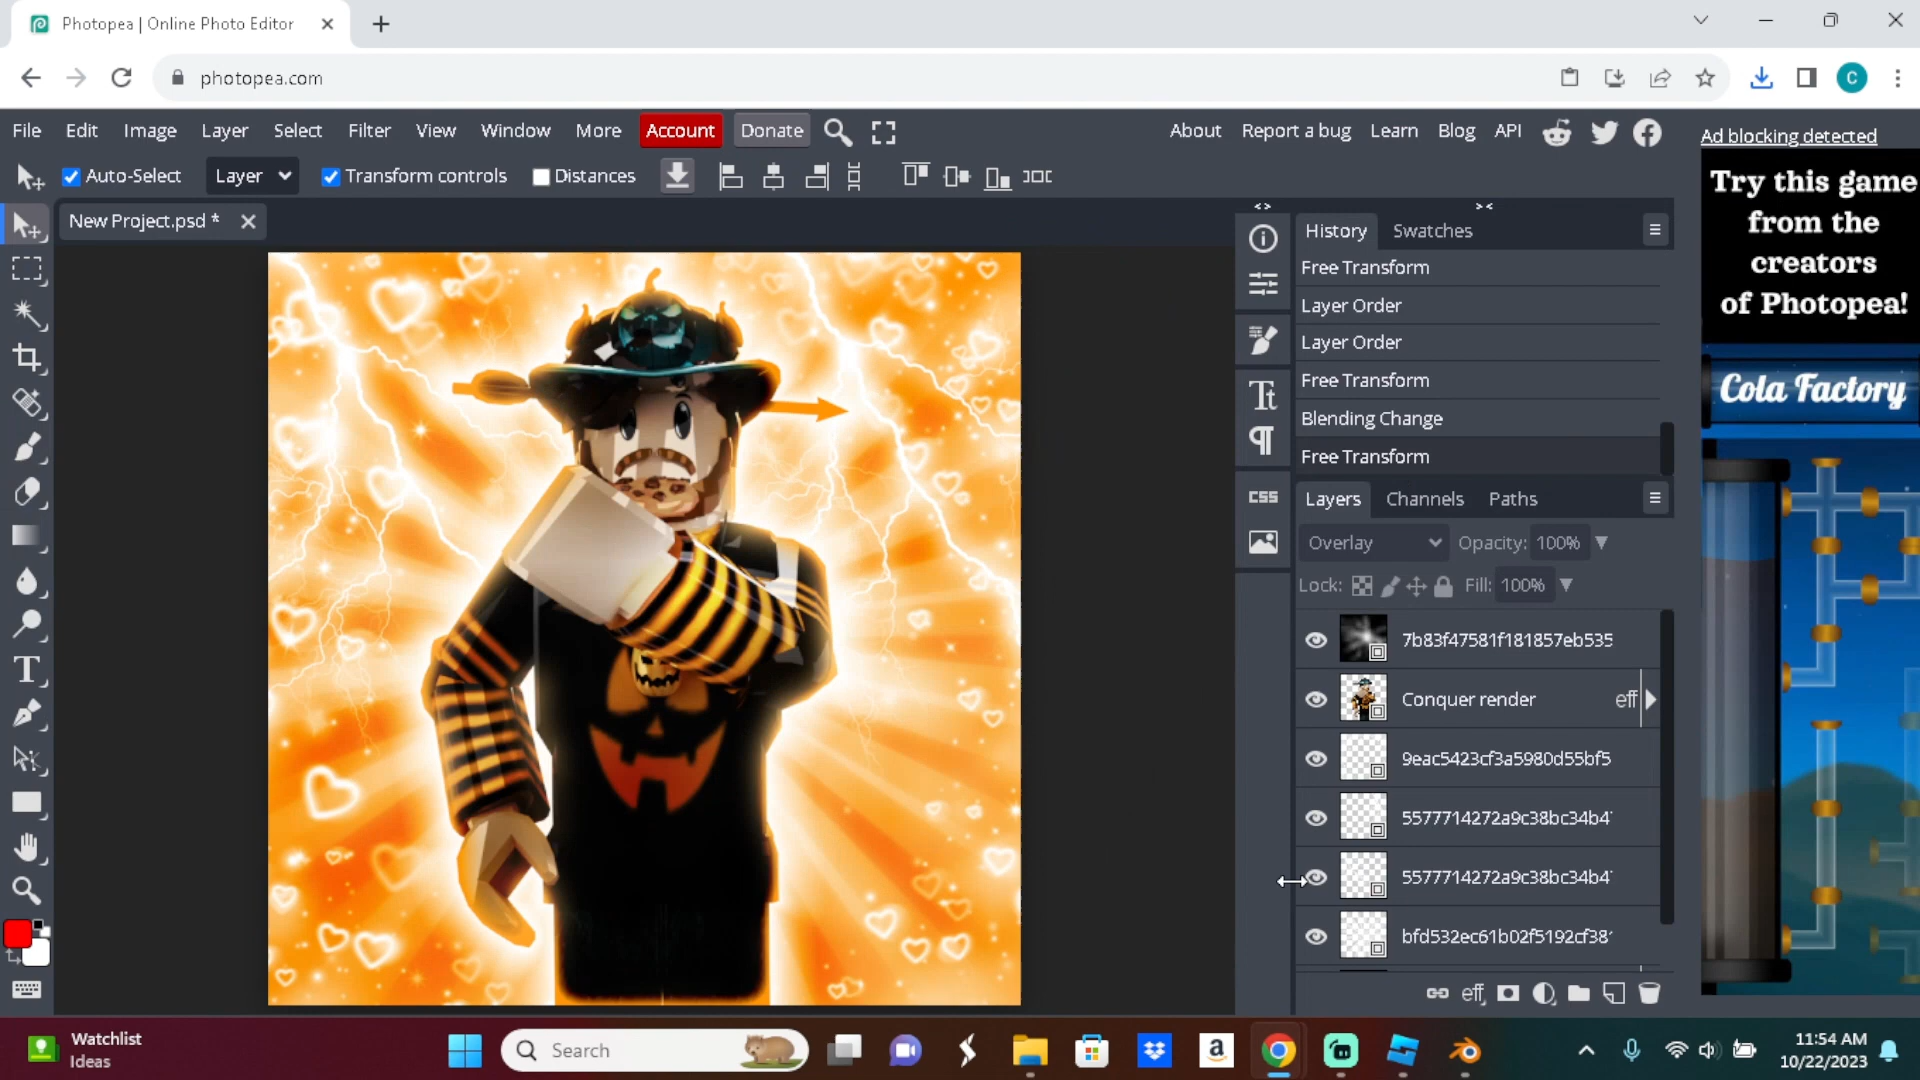 Photopea | Online Photo Editor
photopea.com
C
File Edit Image Layer Select Filter View Window More Account Donate
About Report a bug Learn Blog API
Ad blocking detected
Auto-Select Layer Transform controls Distances
New Project.psd *
Try this game
from the
creators
of Photopea!
Cola Factory
History Swatches
Free Transform
Layer Order
Layer Order
Free Transform
Blending Change
Free Transform
CSS
Layers Channels Paths
Overlay Opacity: 100%
Lock: Fill: 100%
7b83f47581f181857eb535
Conquer render eff
9eac5423cf3a5980d55bf5
5577714272a9c38bc34b4
5577714272a9c38bc34b4
bfd532ec61b02f5192cf38
eff
Watchlist
Ideas
Search
11:54 AM
10/22/2023